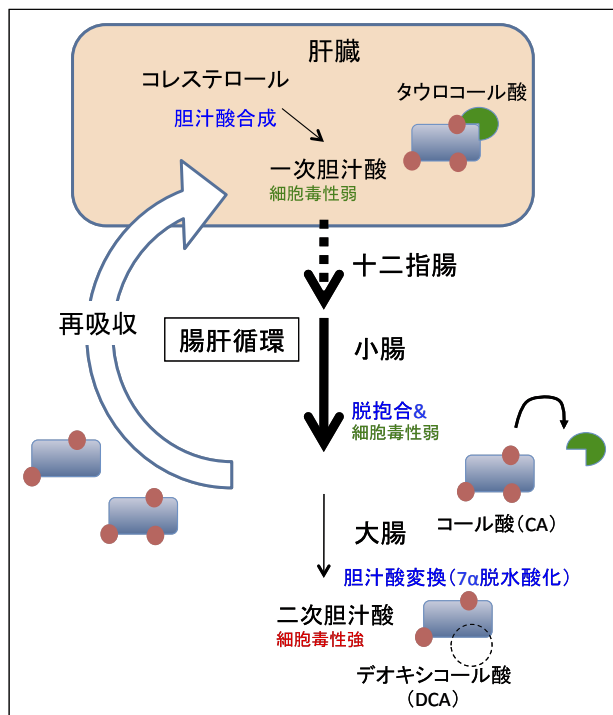 肝臓
コレステロール
タウロコール酸
胆汁酸合成
一次胆汁酸
細胞毒性弱
十二指腸
再吸収
腸肝循環
小腸
脱抱合&
細胞毒性弱
コール酸(CA)
大腸
胆汁酸変換(7α脱水酸化)
二次胆汁酸
細胞毒性強
デオキシコール酸
(DCA)